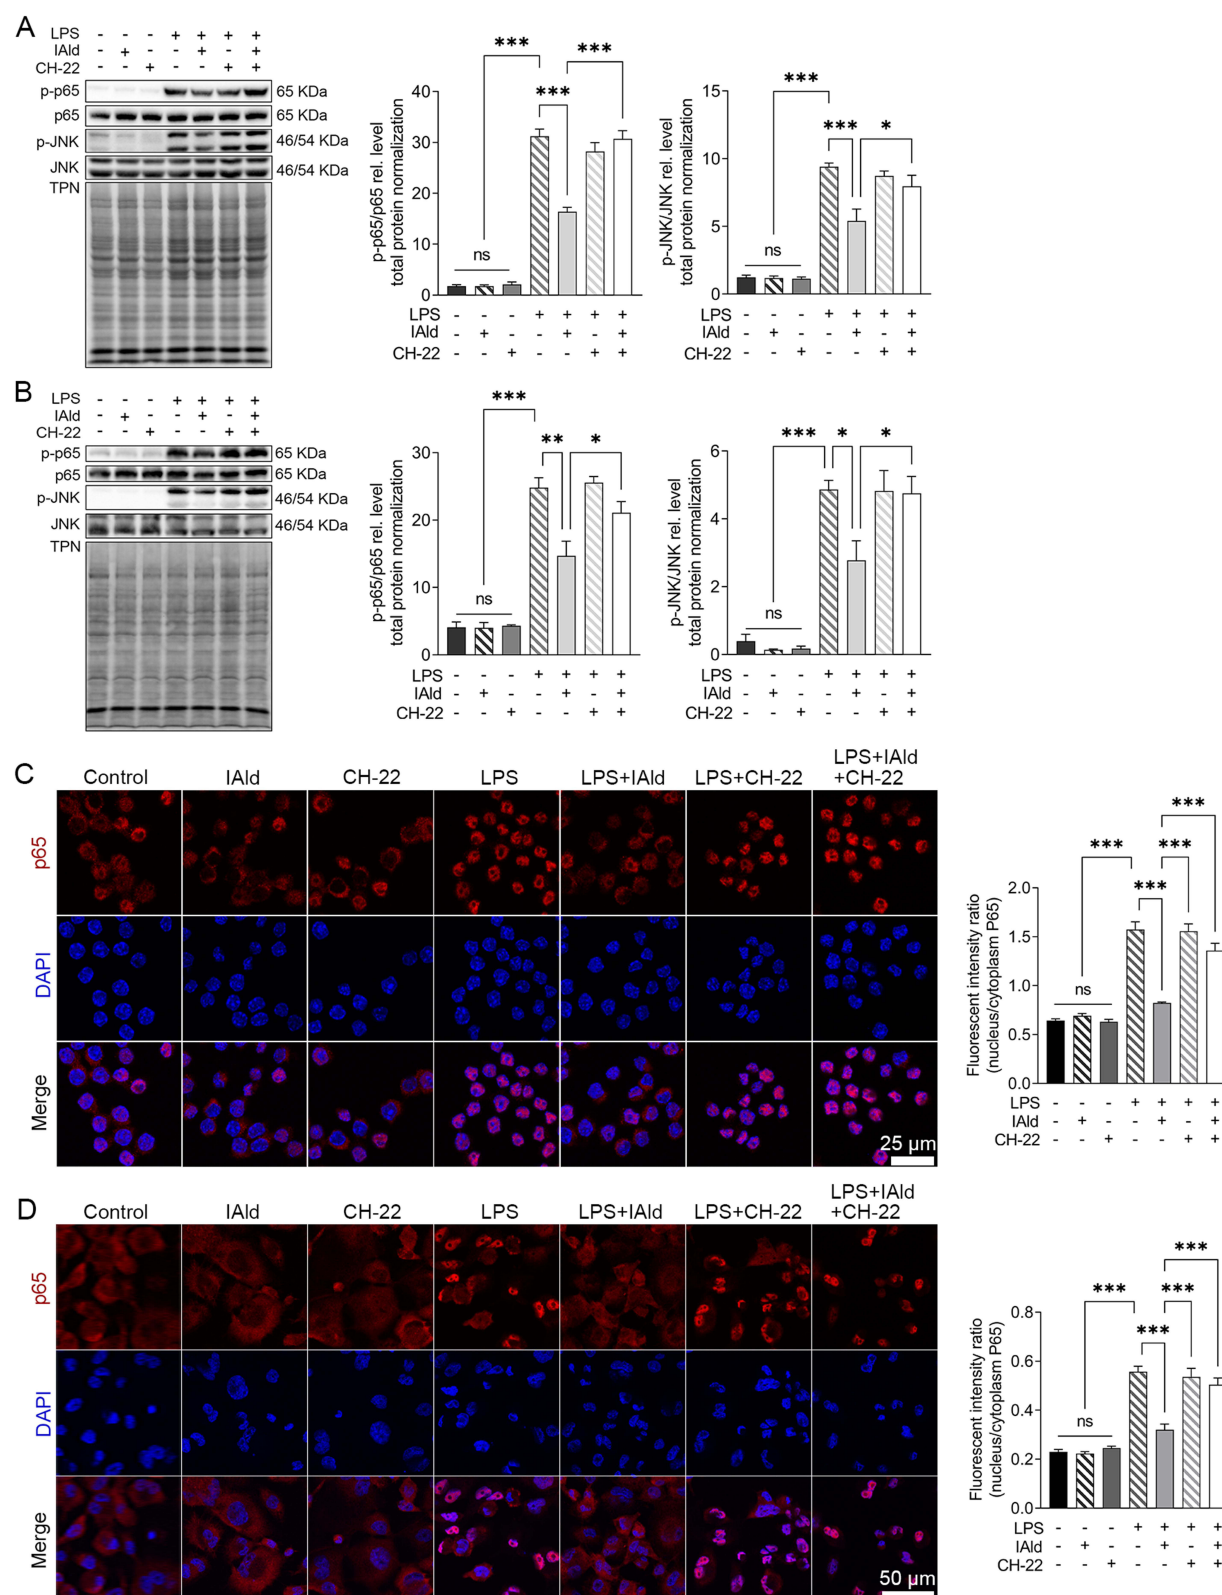 A
LPS - - - + + + +
IAld - + - - + - +
CH-22 - - + - - + +
p-p65 65 KDa
p65 65 KDa
p-JNK 46/54 KDa
JNK 46/54 KDa
TPN
p-p65/p65 rel. level
total protein normalization
40
30
20
10
0
ns
***
***
***
LPS - - - + + + +
IAld - + - - + - +
CH-22 - - + - - + +
p-JNK/JNK rel. level
total protein normalization
15
10
5
0
ns
***
***
*
LPS - - - + + + +
IAld - + - - + - +
CH-22 - - + - - + +
B
LPS - - - + + + +
IAld - + - - + - +
CH-22 - - + - - + +
p-p65 65 KDa
p65 65 KDa
p-JNK 46/54 KDa
JNK 46/54 KDa
TPN
p-p65/p65 rel. level
total protein normalization
30
20
10
0
ns
***
**
*
LPS - - - + + + +
IAld - + - - + - +
CH-22 - - + - - + +
p-JNK/JNK rel. level
total protein normalization
6
4
2
0
ns
***
*
*
LPS - - - + + + +
IAld - + - - + - +
CH-22 - - + - - + +
C
Control IAld CH-22 LPS LPS+IAld LPS+CH-22 LPS+IAld
+CH-22
p65
DAPI
Merge
25 μm
Fluorescent intensity ratio
(nucleus/cytoplasm P65)
2.0
1.5
1.0
0.5
0.0
ns
***
***
***
***
LPS - - - + + + +
IAld - + - - + - +
CH-22 - - + - - + +
D
Control IAld CH-22 LPS LPS+IAld LPS+CH-22 LPS+IAld
+CH-22
p65
DAPI
Merge
50 μm
Fluorescent intensity ratio
(nucleus/cytoplasm P65)
0.8
0.6
0.4
0.2
0.0
ns
***
***
***
***
LPS - - - + + + +
IAld - + - - + - +
CH-22 - - + - - + +